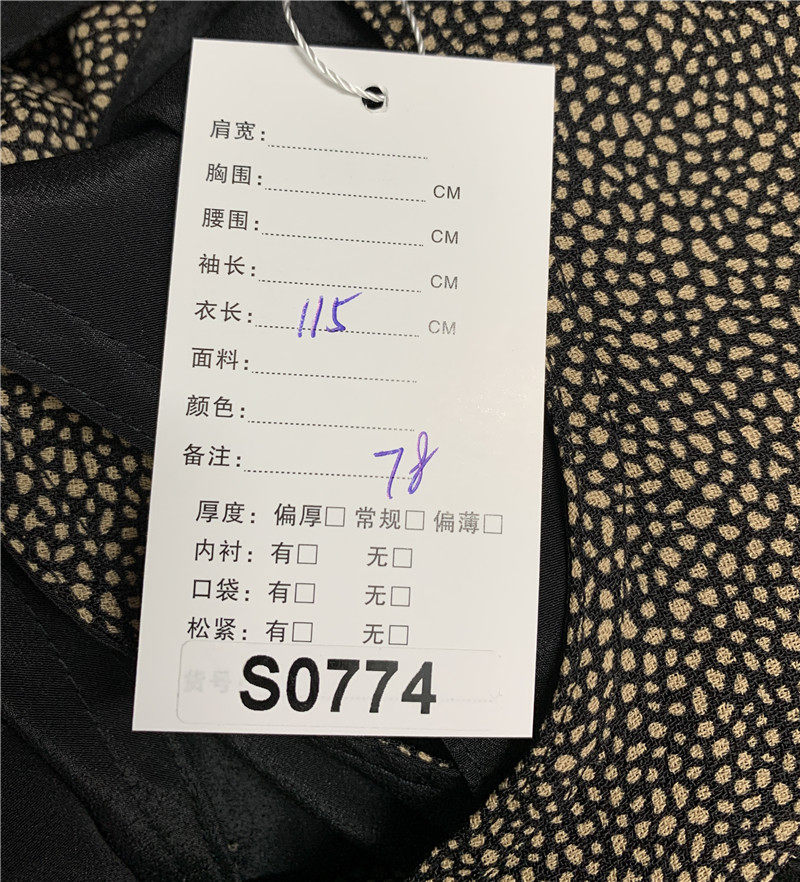 肩宽:
胸围: CM
腰围: CM
袖长: CM
衣长: 115 CM
面料:
颜色:
备注: 78
厚度: 偏厚□ 常规□ 偏薄□
内衬: 有□ 无□
口袋: 有□ 无□
松紧: 有□ 无□
货号 S0774